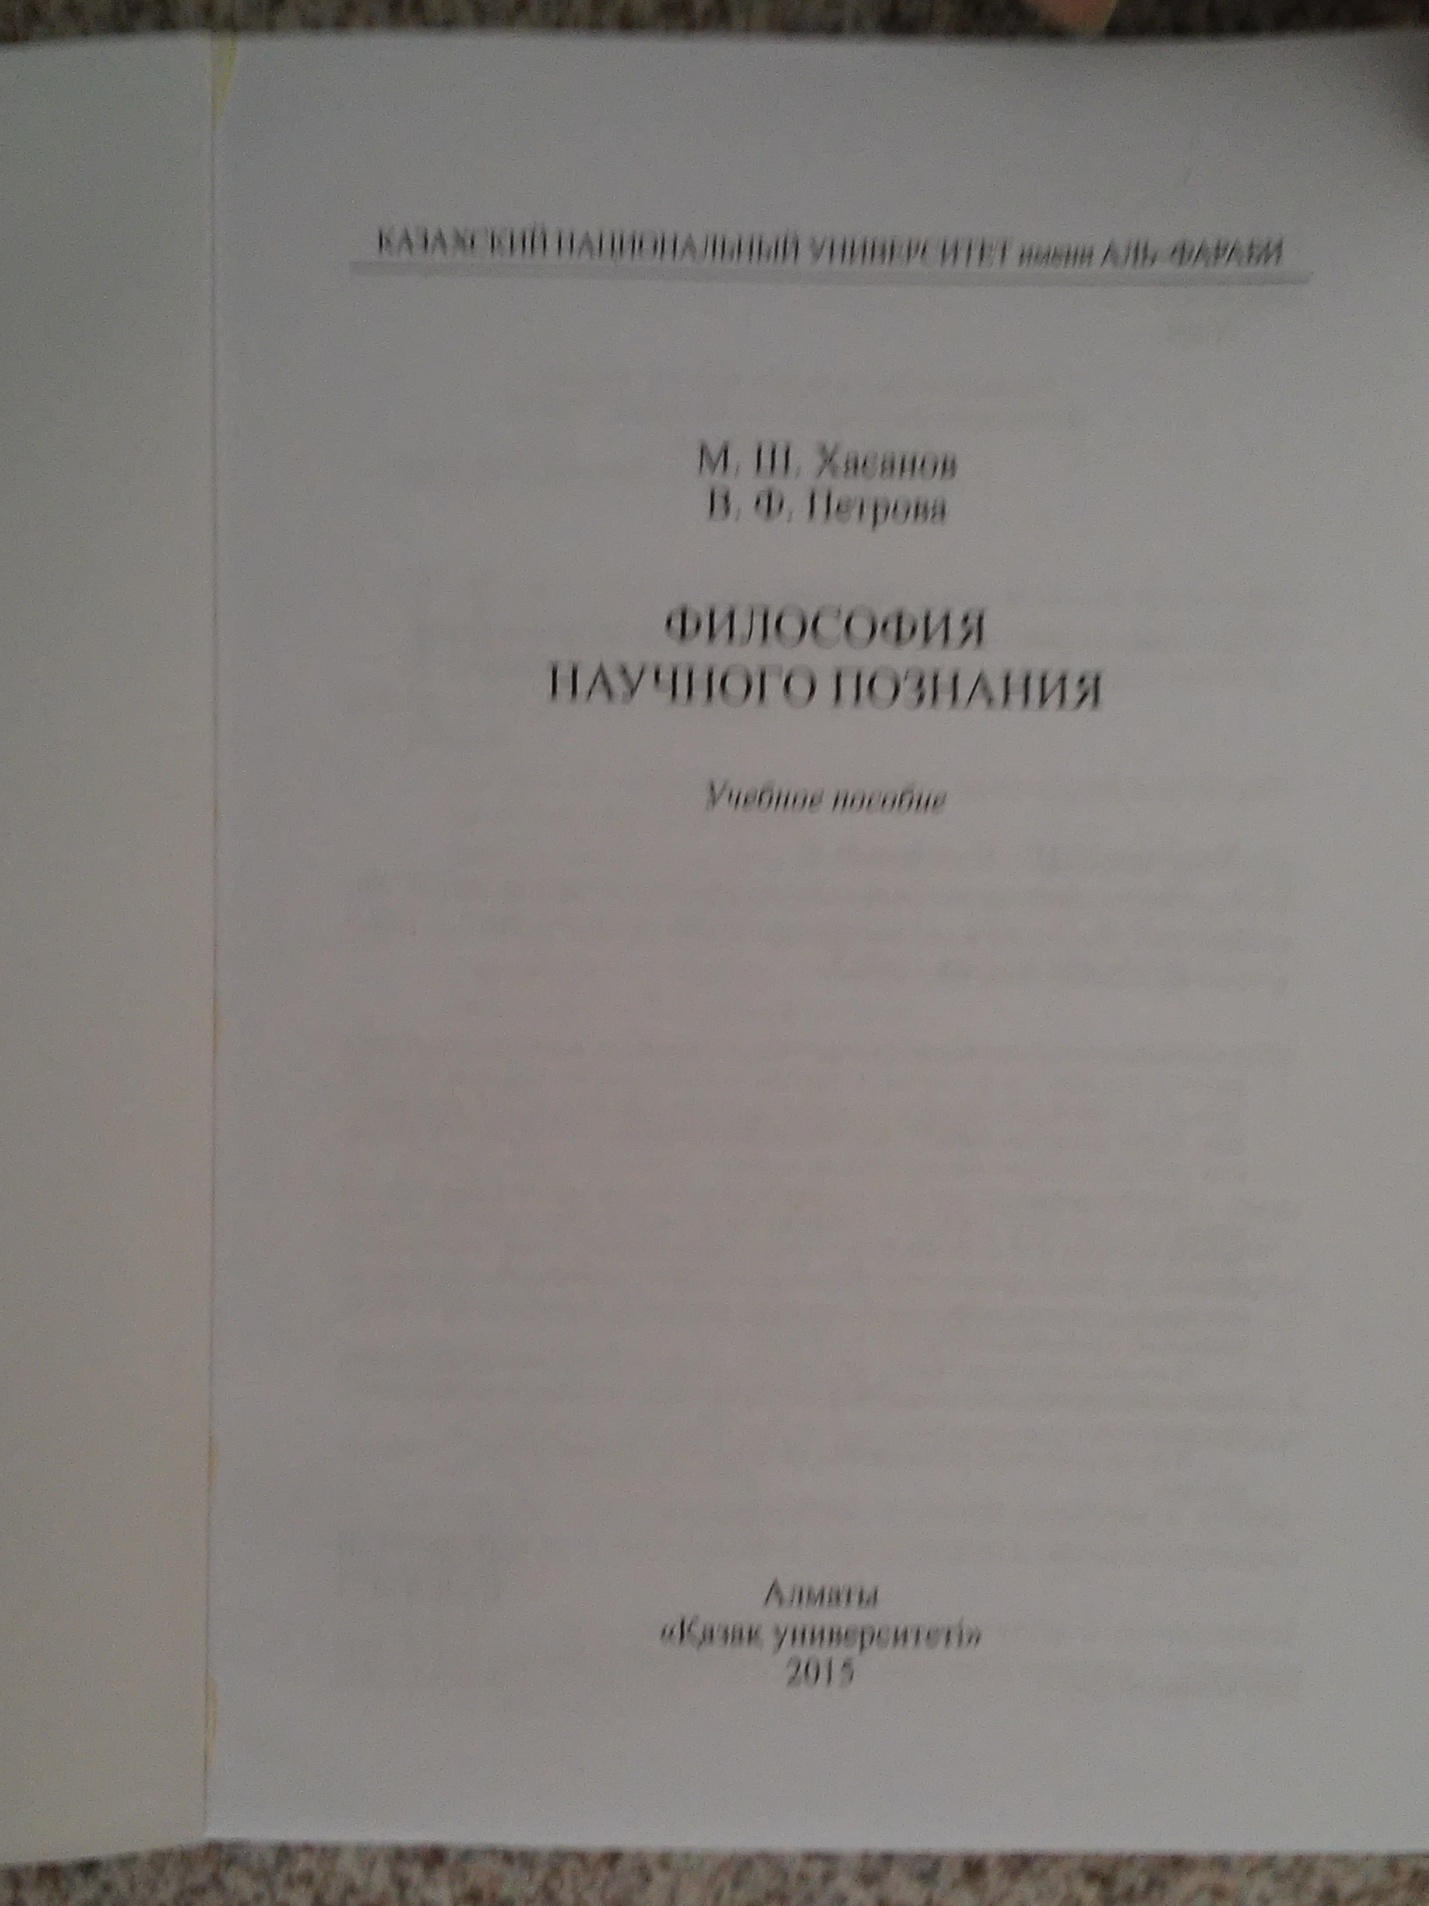 КАЗАХСКИЙ НАЦИОНАЛЬНЫЙ УНИВЕРСИТЕТ имени АЛЬ-ФАРАБИ
М. Ш. Хасанов
В. Ф. Петрова
ФИЛОСОФИЯ
НАУЧНОГО ПОЗНАНИЯ
Учебное пособие
Алматы
«Қазақ университеті»
2015